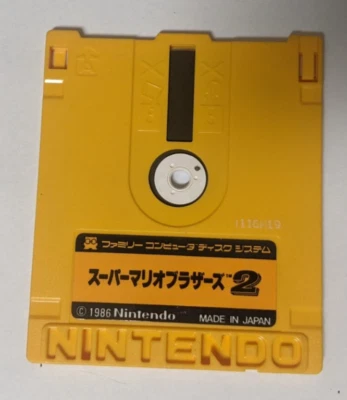 ファミリー コンピュータ ディスク システム
スーパーマリオブラザーズ™2
© 1986 Nintendo MADE IN JAPAN
NINTENDO